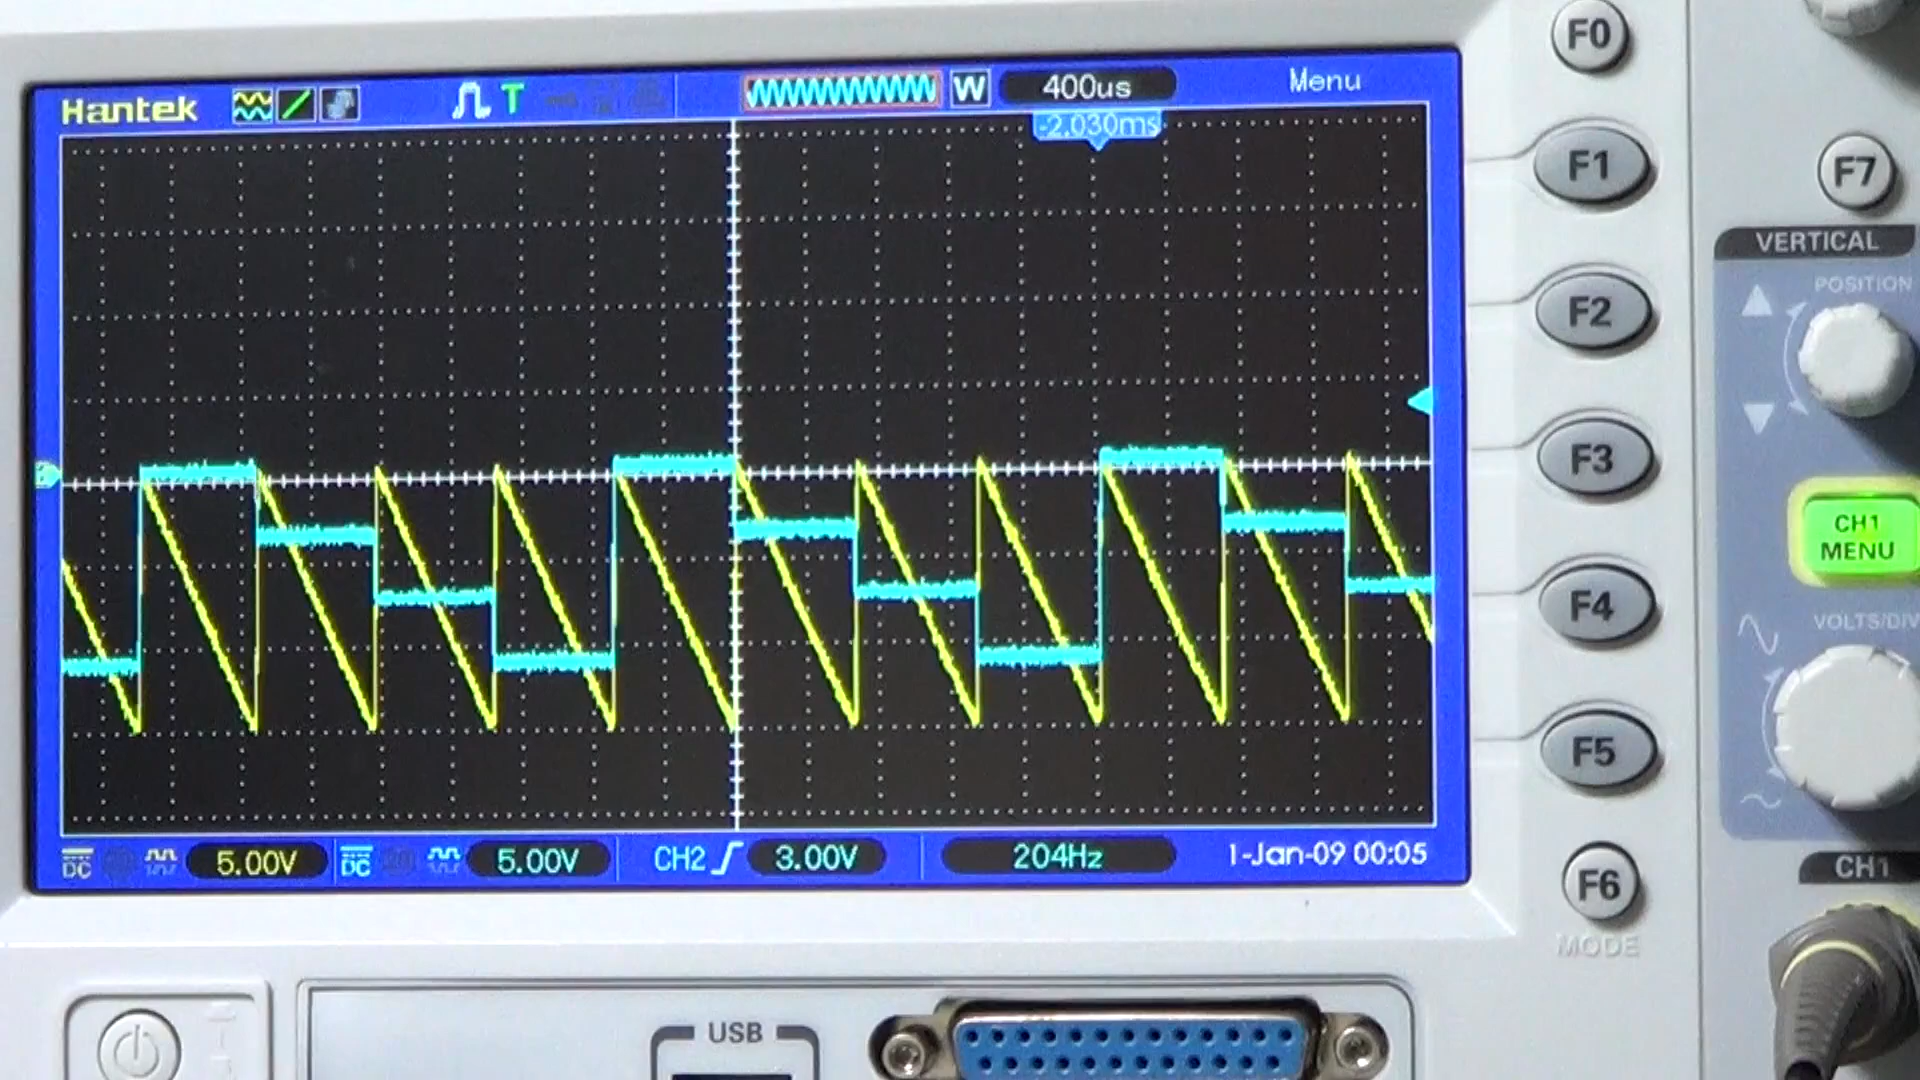 Hantek T W 400us Menu
-2.030ms
DC 5.00V DC 5.00V CH2 3.00V 204Hz 1-Jan-09 00:05
F0
F1
F2
F3
F4
F5
F6
MODE
F7
VERTICAL
POSITION
CH1
MENU
VOLTS/DIV
CH1
USB